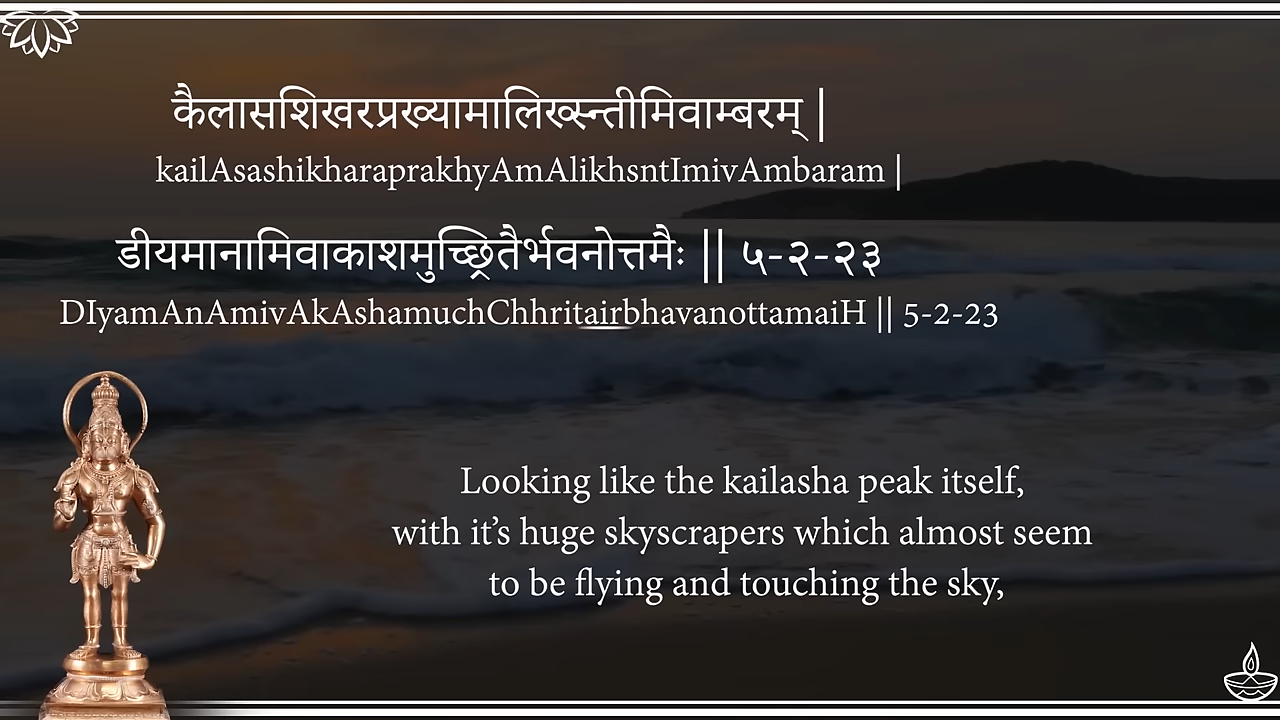 कैलासशिखरप्रख्यामालिख्स्न्तीमिवाम्बरम् |
kailAsashikharaprakhyAmAlikhsntImivAmbaram |
डीयमानामिवाकाशमुच्छ्रितैर्भवनोत्तमैः || ५-२-२३
DIyamAnAmivAkAshamuchChhritairbhavanottamaiH || 5-2-23
Looking like the kailasha peak itself,
with it’s huge skyscrapers which almost seem
to be flying and touching the sky,